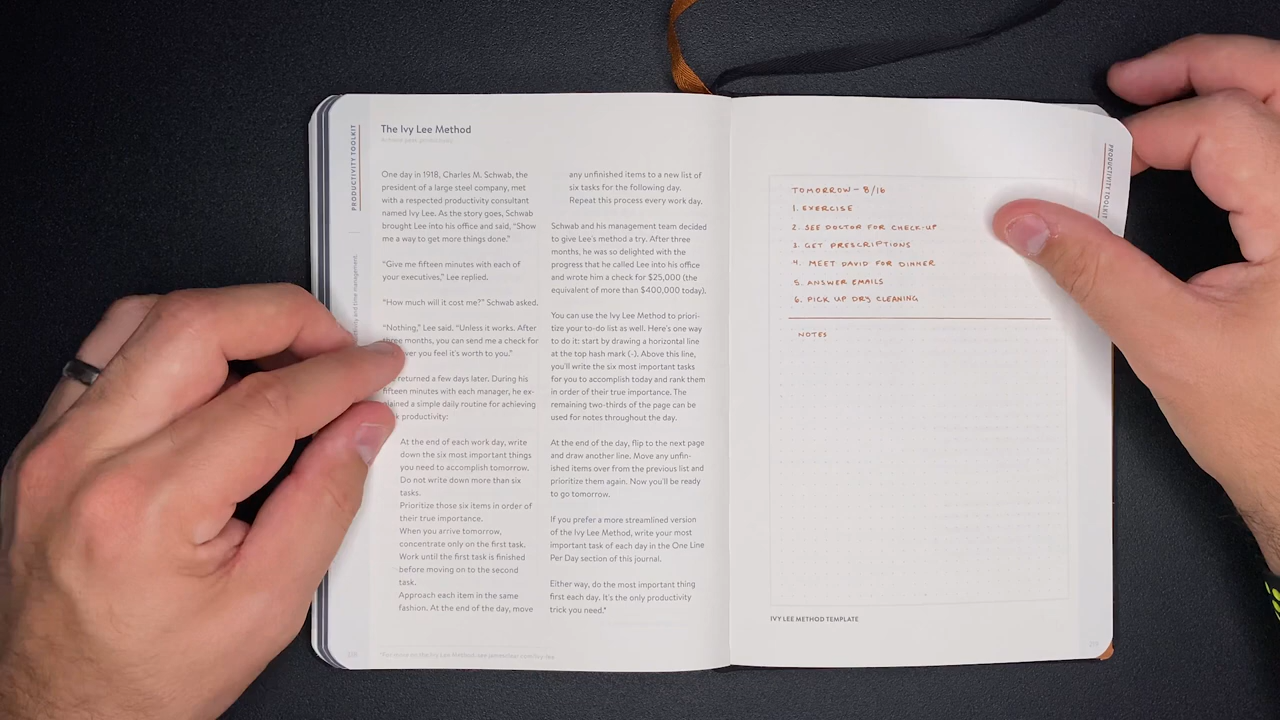 PRODUCTIVITY TOOLKIT
The Ivy Lee Method
One day in 1918, Charles M. Schwab, the
president of a large steel company, met
with a respected productivity consultant
named Ivy Lee. As the story goes, Schwab
brought Lee into his office and said, “Show
me a way to get more things done.”
“Give me fifteen minutes with each of
your executives,” Lee replied.
“How much will it cost me?” Schwab asked.
“Nothing,” Lee said. “Unless it works. After
three months, you can send me a check for
you feel it's worth to you.”
returned a few days later. During his
fifteen minutes with each manager, he ex-
plained a simple daily routine for achieving
productivity:
At the end of each work day, write
down the six most important things
you need to accomplish tomorrow.
Do not write down more than six
tasks.
Prioritize those six items in order of
their true importance.
When you arrive tomorrow,
concentrate only on the first task.
Work until the first task is finished
before moving on to the second
task.
Approach each item in the same
fashion. At the end of the day, move
any unfinished items to a new list of
six tasks for the following day.
Repeat this process every work day.
Schwab and his management team decided
to give Lee's method a try. After three
months, he was so delighted with the
progress that he called Lee into his office
and wrote him a check for $25,000 (the
equivalent of more than $400,000 today).
You can use the Ivy Lee Method to priori-
tize your to-do list as well. Here's one way
to do it: start by drawing a horizontal line
at the top hash mark (-). Above this line,
you'll write the six most important tasks
for you to accomplish today and rank them
in order of their true importance. The
remaining two-thirds of the page can be
used for notes throughout the day.
At the end of the day, flip to the next page
and draw another line. Move any unfin-
ished items over from the previous list and
prioritize them again. Now you'll be ready
to go tomorrow.
If you prefer a more streamlined version
of the Ivy Lee Method, write your most
important task of each day in the One Line
Per Day section of this journal.
Either way, do the most important thing
first each day. It's the only productivity
trick you need.*
PRODUCTIVITY TOOLKIT
TOMORROW - 8/16
1. EXERCISE
2. SEE DOCTOR FOR CHECK-UP
3. GET PRESCRIPTIONS
4. MEET DAVID FOR DINNER
5. ANSWER EMAILS
6. PICK UP DRY CLEANING
NOTES
IVY LEE METHOD TEMPLATE